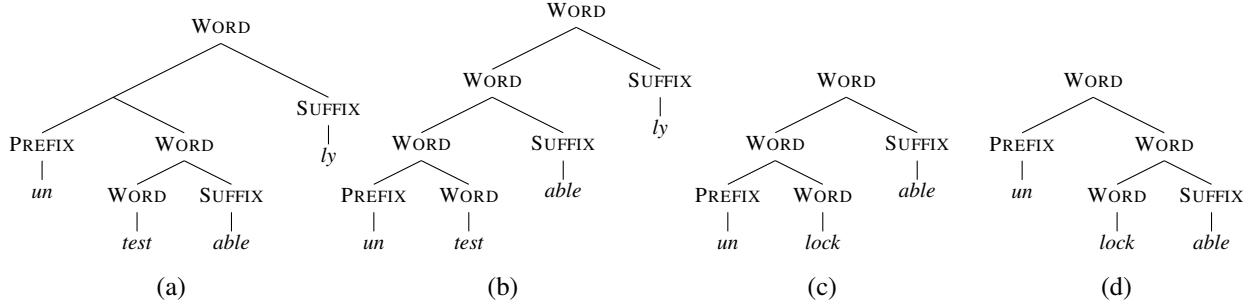 WORD
PREFIX
un
WORD
WORD
test
SUFFIX
able
SUFFIX
ly
(a)
WORD
WORD
WORD
PREFIX
un
WORD
test
SUFFIX
able
SUFFIX
ly
(b)
WORD
WORD
PREFIX
un
WORD
lock
SUFFIX
able
(c)
WORD
PREFIX
un
WORD
WORD
lock
SUFFIX
able
(d)